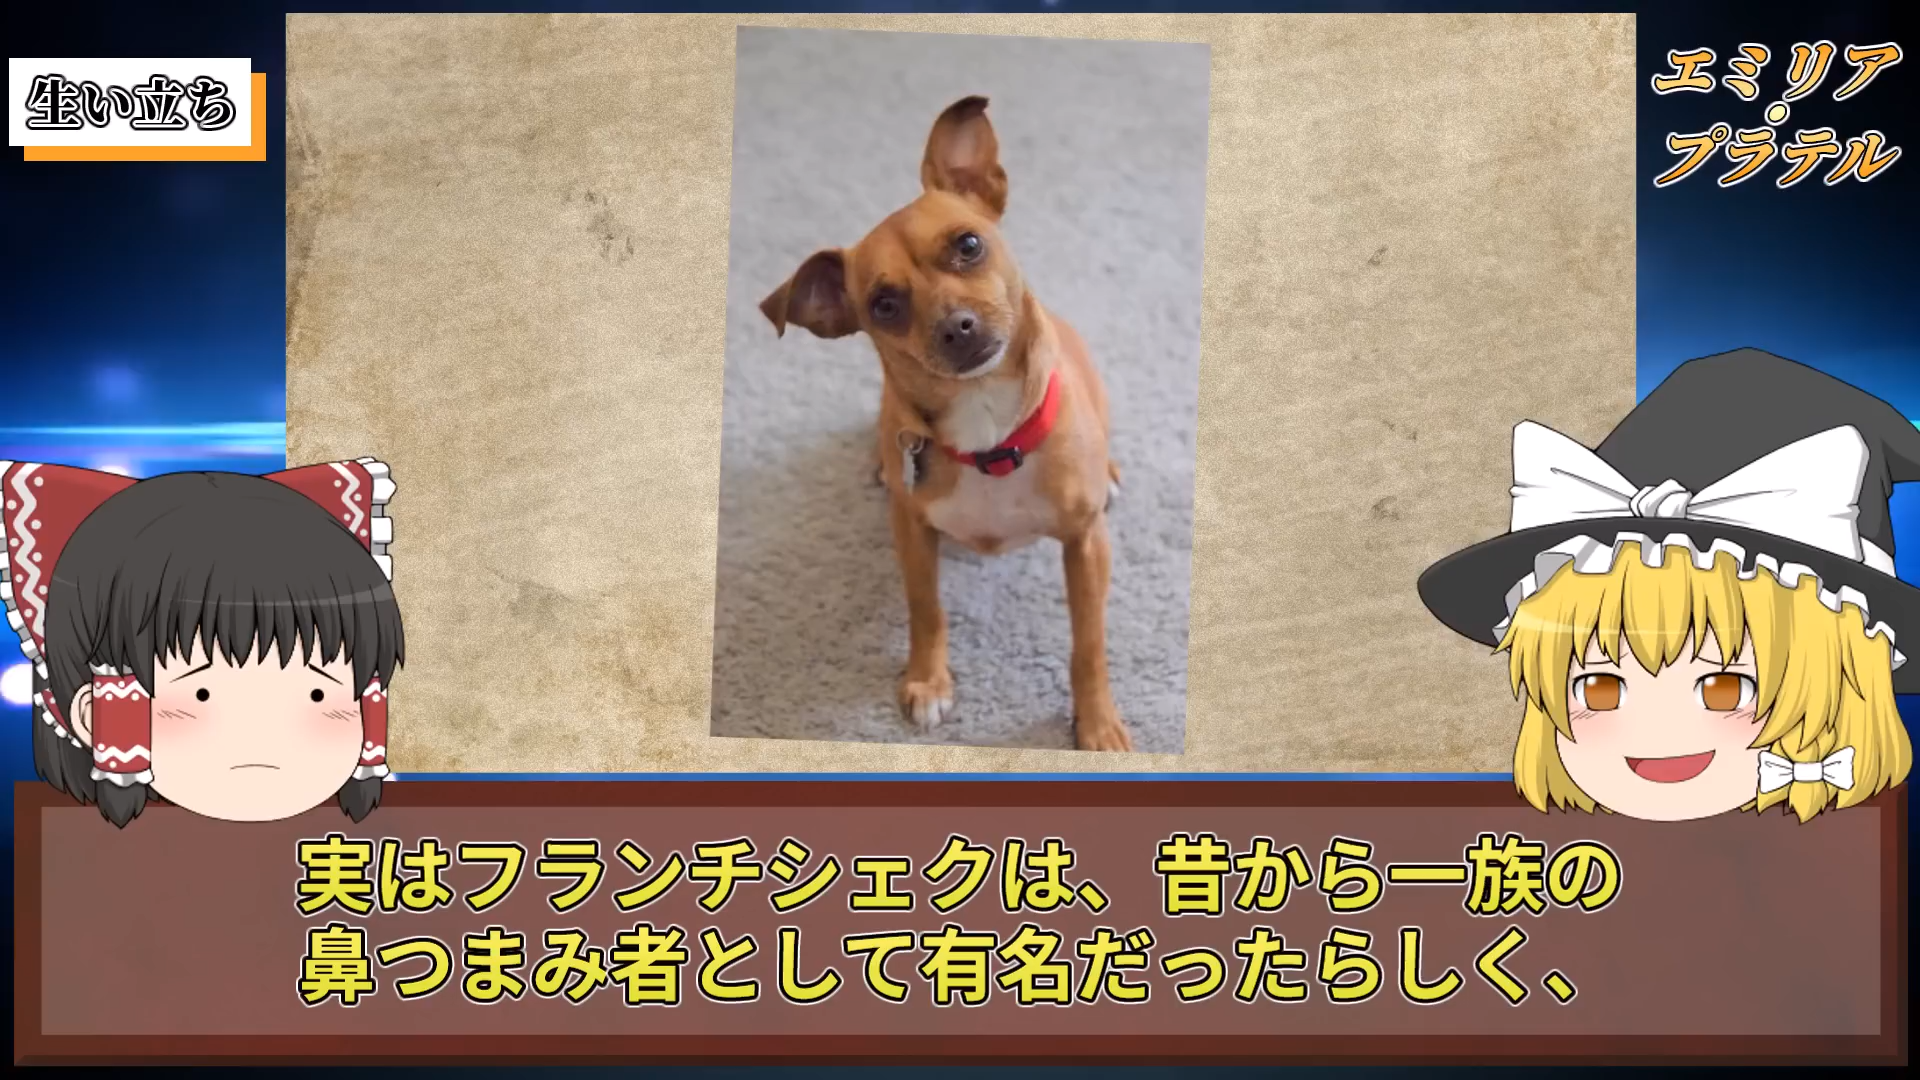 生い立ち
エミリア
・
プラテル
実はフランチシェクは、昔から一族の
鼻つまみ者として有名だったらしく、